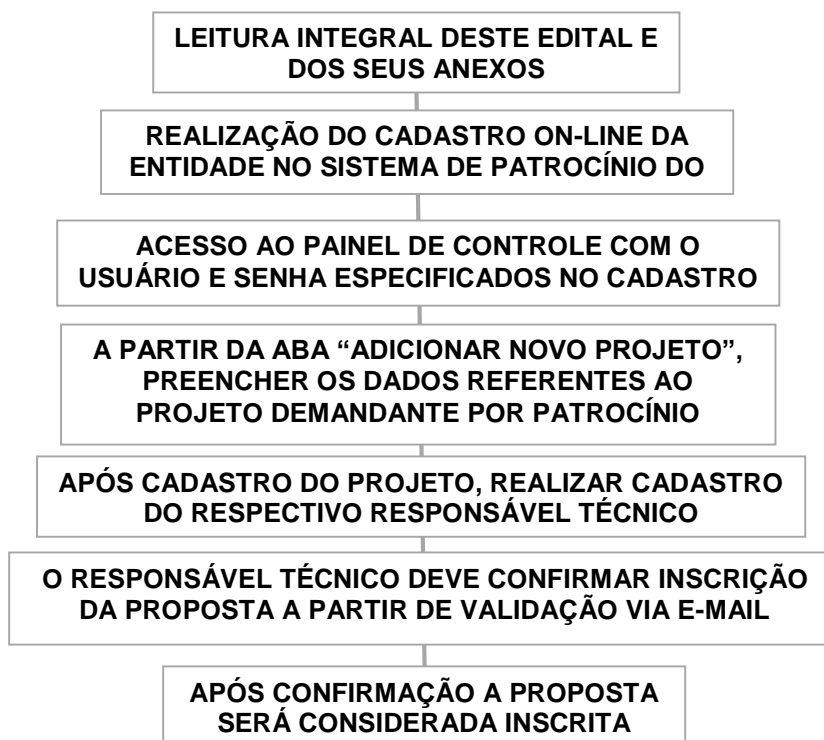 LEITURA INTEGRAL DESTE EDITAL E
DOS SEUS ANEXOS
REALIZAÇÃO DO CADASTRO ON-LINE DA
ENTIDADE NO SISTEMA DE PATROCÍNIO DO
ACESSO AO PAINEL DE CONTROLE COM O
USUÁRIO E SENHA ESPECIFICADOS NO CADASTRO
A PARTIR DA ABA “ADICIONAR NOVO PROJETO”,
PREENCHER OS DADOS REFERENTES AO
PROJETO DEMANDANTE POR PATROCÍNIO
APÓS CADASTRO DO PROJETO, REALIZAR CADASTRO
DO RESPECTIVO RESPONSÁVEL TÉCNICO
O RESPONSÁVEL TÉCNICO DEVE CONFIRMAR INSCRIÇÃO
DA PROPOSTA A PARTIR DE VALIDAÇÃO VIA E-MAIL
APÓS CONFIRMAÇÃO A PROPOSTA
SERÁ CONSIDERADA INSCRITA